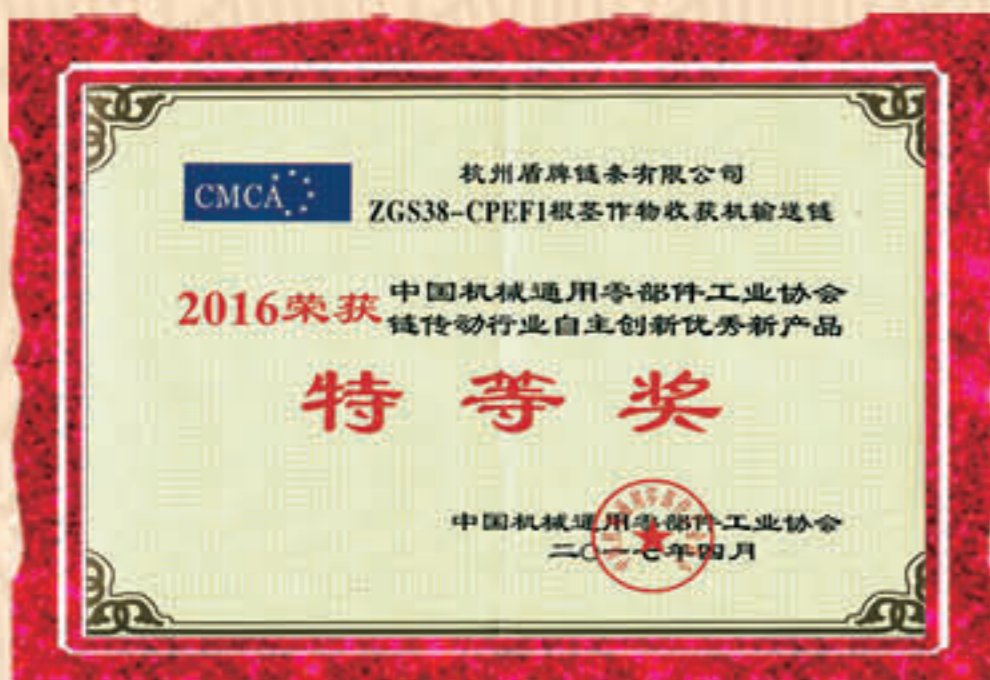 CMCA
杭州盾牌链条有限公司
ZGS38-CPEF1根茎作物收获机输送链
2016荣获
中国机械通用零部件工业协会
链传动行业自主创新优秀新产品
特等奖
中国机械通用零部件工业协会
二〇一七年四月